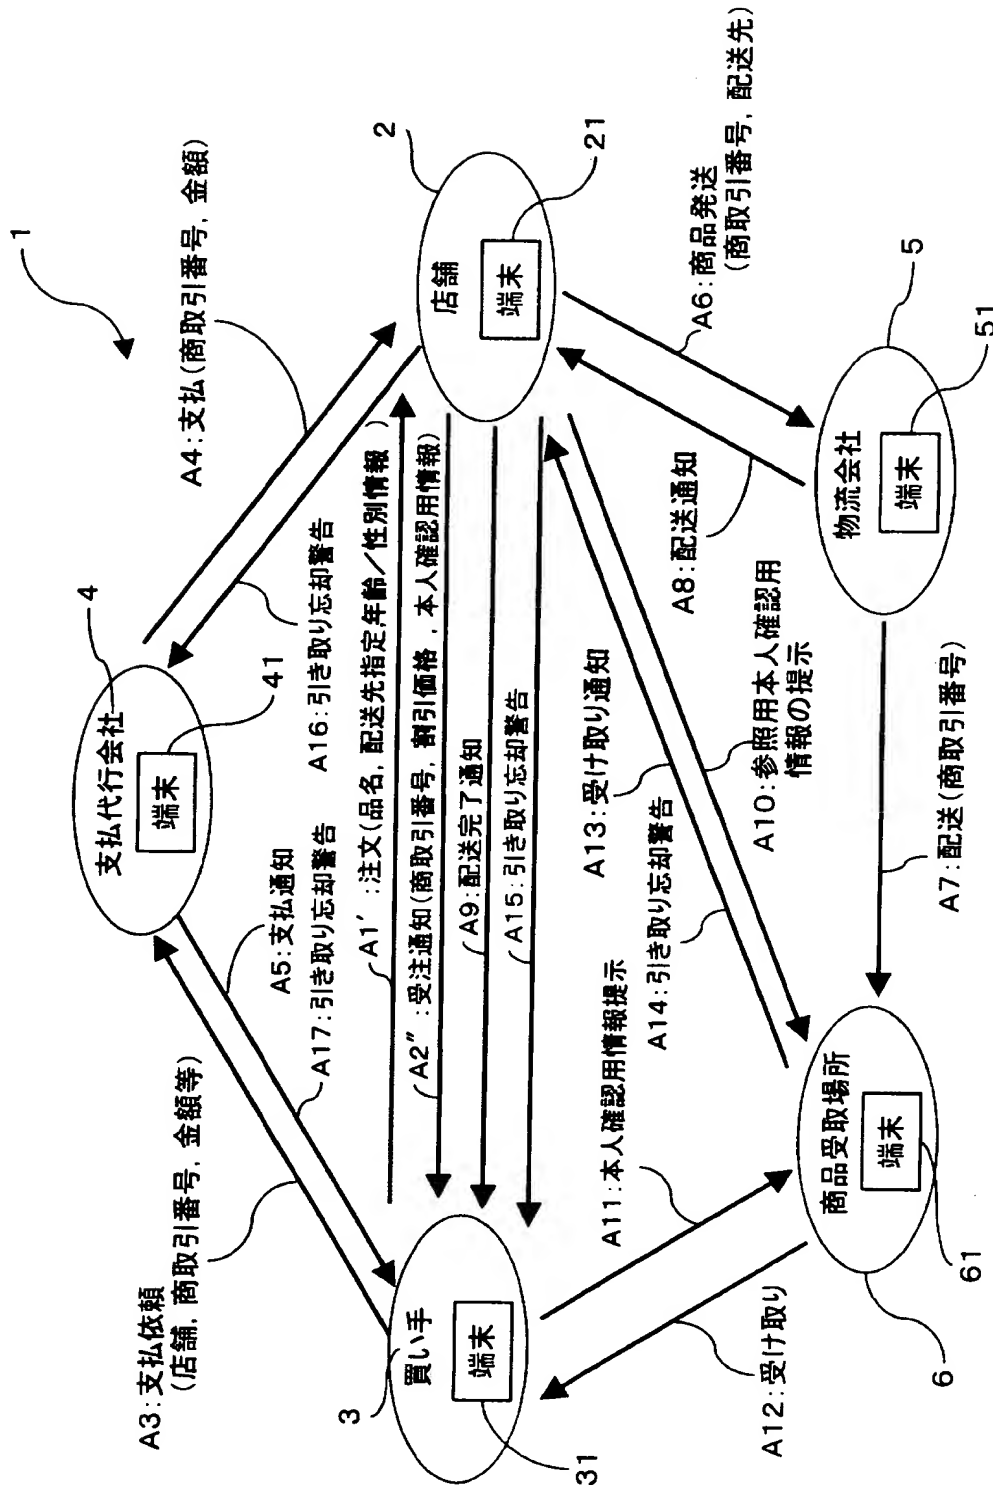 1
A3:支払依頼
(店舗, 商取引番号, 金額等)
支払代行会社
4
端末
41
A4:支払(商取引番号, 金額)
A5:支払通知
A17:引き取り忘却警告
A16:引き取り忘却警告
買い手
3
端末
31
A1′:注文(品名, 配送先指定,年齢/性別情報)
A2″:受注通知(商取引番号, 割引価格, 本人確認用情報)
A9:配送完了通知
A15:引き取り忘却警告
店舗
2
端末
21
A11:本人確認用情報提示
A12:受け取り
A13:受け取り通知
A14:引き取り忘却警告
A10:参照用本人確認用
情報の提示
A8:配送通知
A6:商品発送
(商取引番号, 配送先)
商品受取場所
端末
61
6
A7:配送(商取引番号)
物流会社
5
端末
51